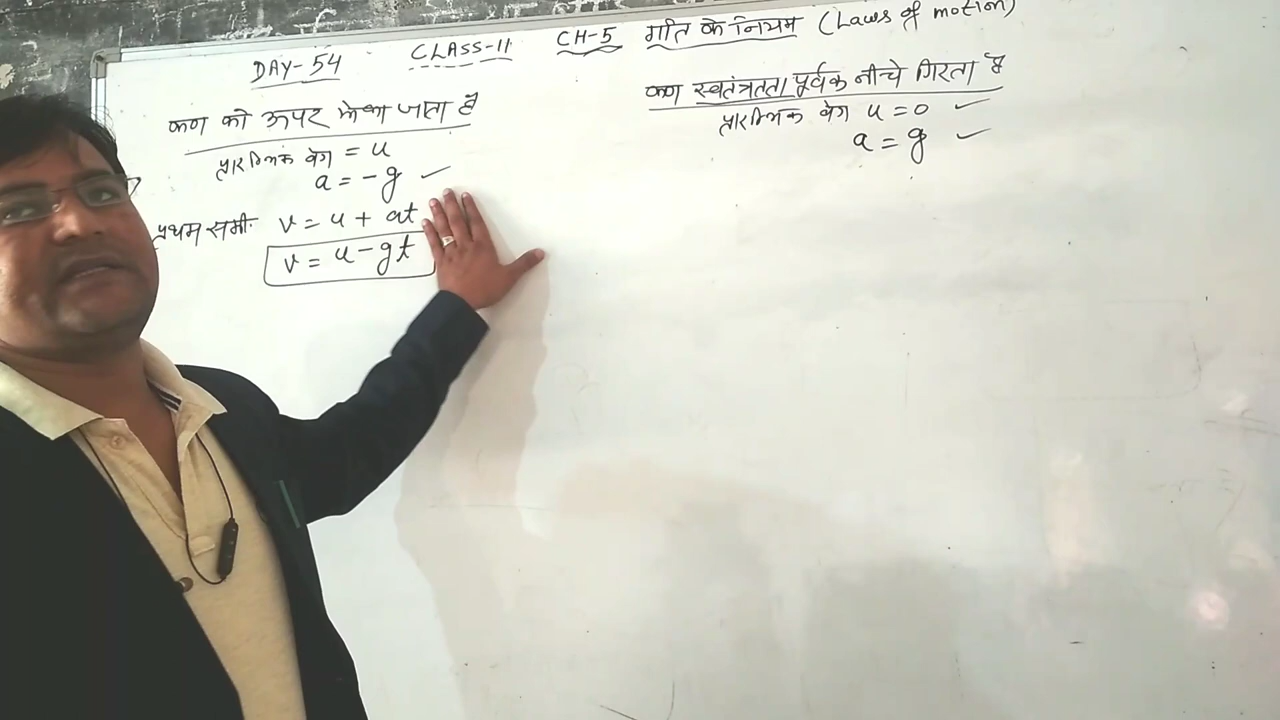 DAY-54 CLASS-11 CH-5 गति के नियम (Laws of motion)
कण को ऊपर फेंका जाता है
प्रारम्भिक वेग = u
a = -g ✓
प्रथम समी. v = u + at
v = u - gt
कण स्वतंत्रतता पूर्वक नीचे गिरता है
प्रारम्भिक वेग u = 0 ✓
a = g ✓